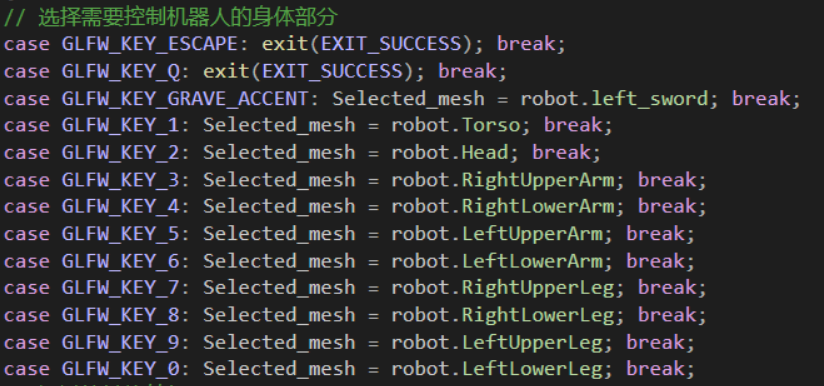 // 选择需要控制机器人的身体部分
case GLFW_KEY_ESCAPE: exit(EXIT_SUCCESS); break;
case GLFW_KEY_Q: exit(EXIT_SUCCESS); break;
case GLFW_KEY_GRAVE_ACCENT: Selected_mesh = robot.left_sword; break;
case GLFW_KEY_1: Selected_mesh = robot.Torso; break;
case GLFW_KEY_2: Selected_mesh = robot.Head; break;
case GLFW_KEY_3: Selected_mesh = robot.RightUpperArm; break;
case GLFW_KEY_4: Selected_mesh = robot.RightLowerArm; break;
case GLFW_KEY_5: Selected_mesh = robot.LeftUpperArm; break;
case GLFW_KEY_6: Selected_mesh = robot.LeftLowerArm; break;
case GLFW_KEY_7: Selected_mesh = robot.RightUpperLeg; break;
case GLFW_KEY_8: Selected_mesh = robot.RightLowerLeg; break;
case GLFW_KEY_9: Selected_mesh = robot.LeftUpperLeg; break;
case GLFW_KEY_0: Selected_mesh = robot.LeftLowerLeg; break;